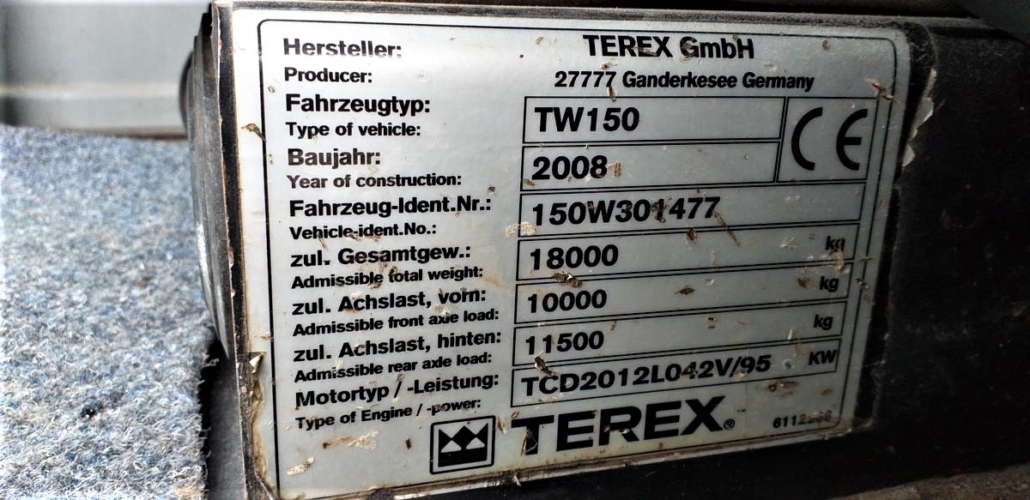 Hersteller: TEREX GmbH
Producer: 27777 Ganderkesee Germany
Fahrzeugtyp: TW150
Type of vehicle:
CE
Baujahr: 2008
Year of construction:
Fahrzeug-Ident.Nr.: 150W301477
Vehicle-ident.No.:
zul. Gesamtgew.: 18000 kg
Admissible total weight:
zul. Achslast, vorn: 10000 kg
Admissible front axle load:
zul. Achslast, hinten: 11500 kg
Admissible rear axle load:
Motortyp / -Leistung: TCD2012L042V/95 KW
Type of Engine / -power:
TEREX®